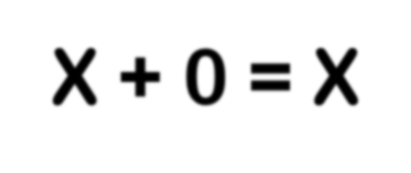 X + 0 = X